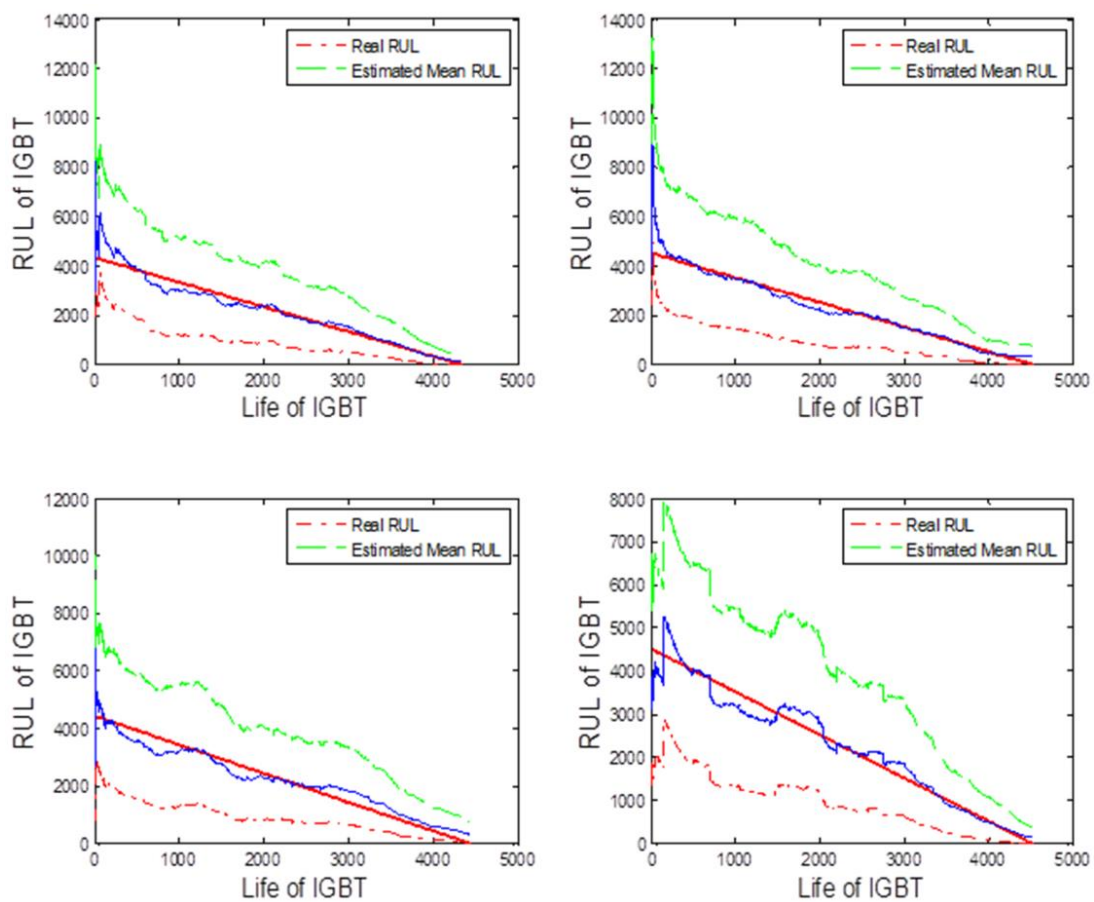 14000
12000
10000
8000
6000
4000
2000
0
RUL of IGBT
Real RUL
Estimated Mean RUL
0 1000 2000 3000 4000 5000
Life of IGBT
14000
12000
10000
8000
6000
4000
2000
0
RUL of IGBT
Real RUL
Estimated Mean RUL
0 1000 2000 3000 4000 5000
Life of IGBT
12000
10000
8000
6000
4000
2000
0
RUL of IGBT
Real RUL
Estimated Mean RUL
0 1000 2000 3000 4000 5000
Life of IGBT
8000
7000
6000
5000
4000
3000
2000
1000
0
RUL of IGBT
Real RUL
Estimated Mean RUL
0 1000 2000 3000 4000 5000
Life of IGBT